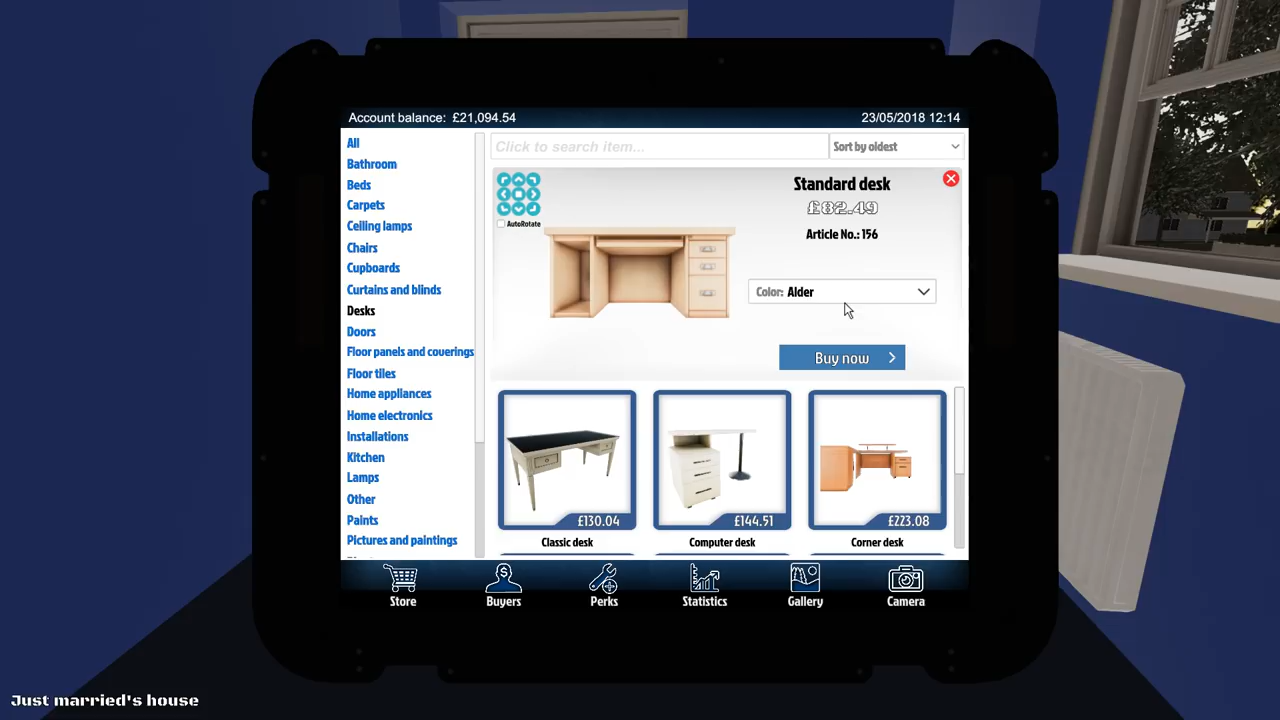 Account balance: £21,094.54
23/05/2018 12:14
All
Bathroom
Beds
Carpets
Ceiling lamps
Chairs
Cupboards
Curtains and blinds
Desks
Doors
Floor panels and coverings
Floor tiles
Home appliances
Home electronics
Installations
Kitchen
Lamps
Other
Paints
Pictures and paintings
Click to search item...
Sort by oldest
AutoRotate
Standard desk
£82.49
Article No.: 156
Color: Alder
Buy now
£130.04
£144.51
£223.08
Classic desk
Computer desk
Corner desk
Store
Buyers
Perks
Statistics
Gallery
Camera
Just married's house